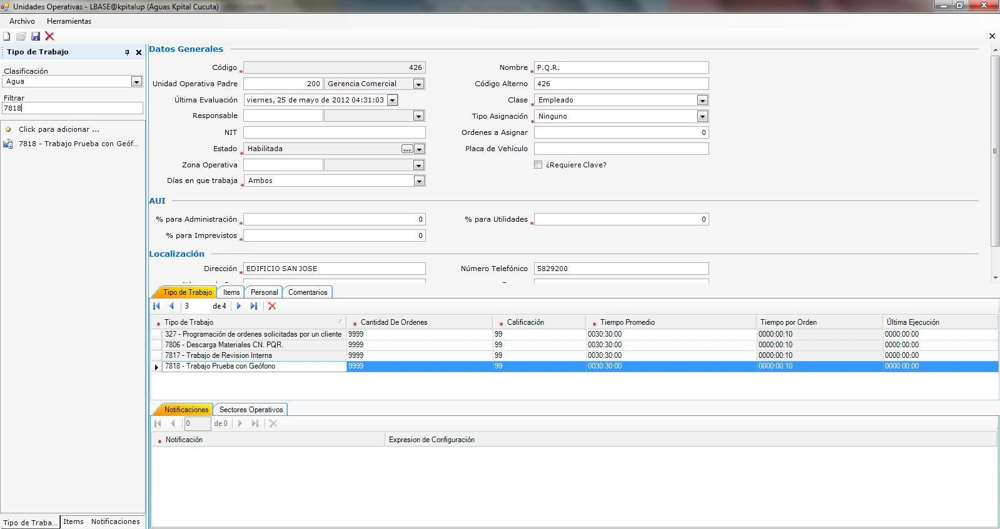 Unidades Operativas - LBASE@kpitalup (Aguas Kpital Cucuta)
Archivo Herramientas
Tipo de Trabajo
Clasificación
Agua
Filtrar
7818
Click para adicionar ...
7818 - Trabajo Prueba con Geóf...
Tipo de Traba... Items Notificaciones
Datos Generales
Código * 426 Nombre * P.Q.R.
Unidad Operativa Padre 200 Gerencia Comercial Código Alterno 426
Última Evaluación viernes, 25 de mayo de 2012 04:31:03 Clase * Empleado
Responsable Tipo Asignación * Ninguno
NIT Ordenes a Asignar 0
Estado * Habilitada ... Placa de Vehículo
Zona Operativa ¿Requiere Clave?
Días en que trabaja * Ambos
AUI
% para Administración * 0 % para Utilidades * 0
% para Imprevistos * 0
Localización
Dirección * EDIFICIO SAN JOSE Número Telefónico 5829200
Tipo de Trabajo Items Personal Comentarios
3 de 4
* Tipo de Trabajo * Cantidad De Ordenes * Calificación * Tiempo Promedio Tiempo por Orden Última Ejecución
327 - Programación de ordenes solicitadas por un cliente 9999 99 0030:30:00 0000:00:10 0000:00:00
7806 - Descarga Materiales CN. PQR. 9999 99 0030:30:00 0000:00:10 0000:00:00
7817 - Trabajo de Revision Interna 9999 99 0030:30:00 0000:00:10 0000:00:00
7818 - Trabajo Prueba con Geófono 9999 99 0030:30:00 0000:00:10 0000:00:00
Notificaciones Sectores Operativos
0 de 0
* Notificación Expresion de Configuración